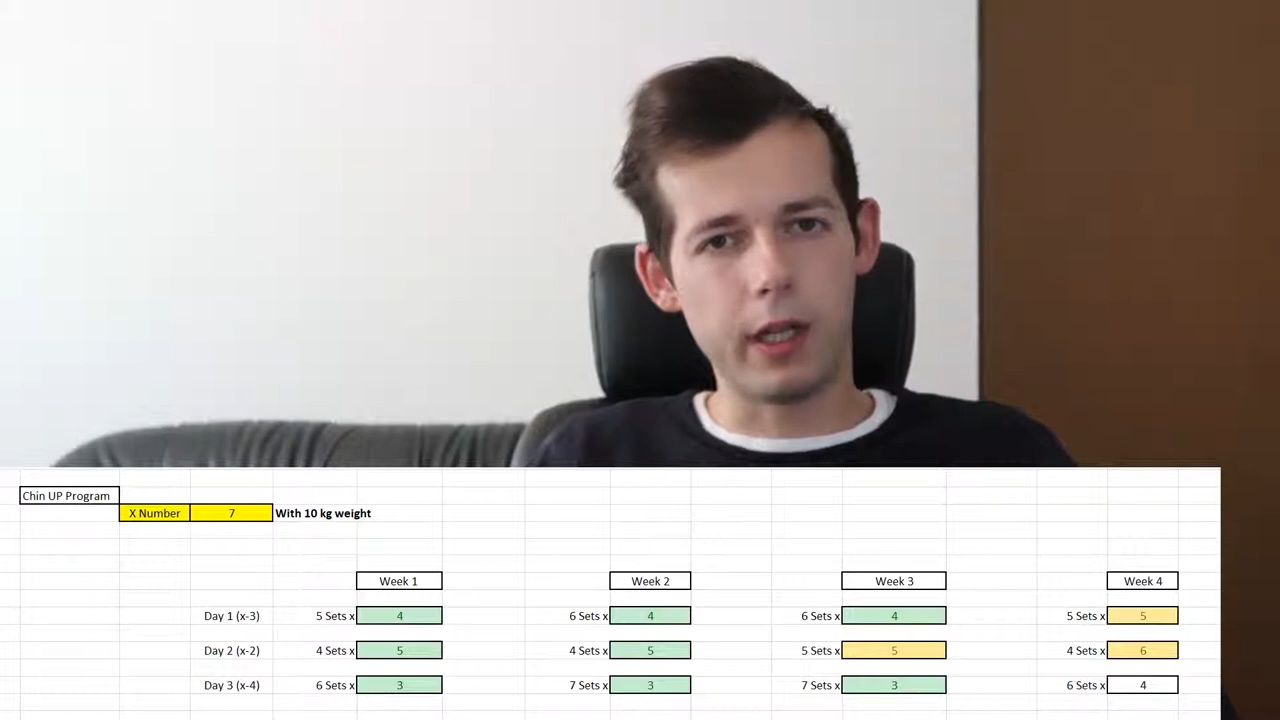 Chin UP Program
X Number 7 With 10 kg weight
Week 1 Week 2 Week 3 Week 4
Day 1 (x-3) 5 Sets x 4 6 Sets x 4 6 Sets x 4 5 Sets x 5
Day 2 (x-2) 4 Sets x 5 4 Sets x 5 5 Sets x 5 4 Sets x 6
Day 3 (x-4) 6 Sets x 3 7 Sets x 3 7 Sets x 3 6 Sets x 4